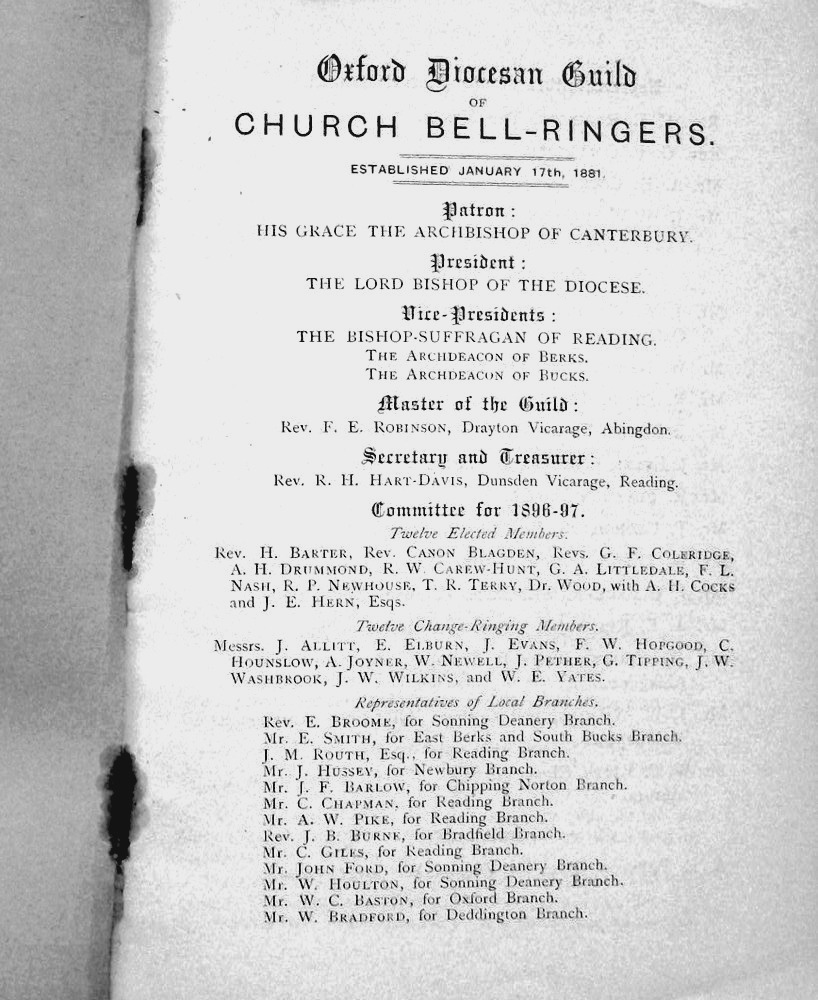 Oxford Diocesan Guild
OF
CHURCH BELL-RINGERS.
ESTABLISHED JANUARY 17th, 1881.
Patron:
HIS GRACE THE ARCHBISHOP OF CANTERBURY.
President:
THE LORD BISHOP OF THE DIOCESE.
Vice-Presidents:
THE BISHOP-SUFFRAGAN OF READING.
THE ARCHDEACON OF BERKS.
THE ARCHDEACON OF BUCKS.
Master of the Guild:
Rev. F. E. ROBINSON, Drayton Vicarage, Abingdon.
Secretary and Treasurer:
Rev. R. H. HART-DAVIS, Dunsden Vicarage, Reading.
Committee for 1896-97.
Twelve Elected Members.
Rev. H. BARTER, Rev. CANON BLAGDEN, Revs. G. F. COLERIDGE,
A. H. DRUMMOND, R. W. CAREW-HUNT, G. A. LITTLEDALE, F. L.
NASH, R. P. NEWHOUSE, T. R. TERRY, Dr. WOOD, with A. H. COCKS
and J. E. HERN, Esqs.
Twelve Change-Ringing Members.
Messrs. J. ALLITT, E. ELBURN, J. EVANS, F. W. HOPGOOD, C.
HOUNSLOW, A. JOYNER, W. NEWELL, J. PETHER, G. TIPPING, J. W.
WASHBROOK, J. W. WILKINS, and W. E. YATES.
Representatives of Local Branches.
Rev. E. BROOME, for Sonning Deanery Branch.
Mr. E. SMITH, for East Berks and South Bucks Branch.
J. M. ROUTH, Esq., for Reading Branch.
Mr. J. HUSSEY, for Newbury Branch.
Mr. J. F. BARLOW, for Chipping Norton Branch.
Mr. C. CHAPMAN, for Reading Branch.
Mr. A. W. PIKE, for Reading Branch.
Rev. J. B. BURNE, for Bradfield Branch.
Mr. C. GILES, for Reading Branch.
Mr. JOHN FORD, for Sonning Deanery Branch.
Mr. W. HOULTON, for Sonning Deanery Branch.
Mr. W. C. BASTON, for Oxford Branch.
Mr. W. BRADFORD, for Deddington Branch.